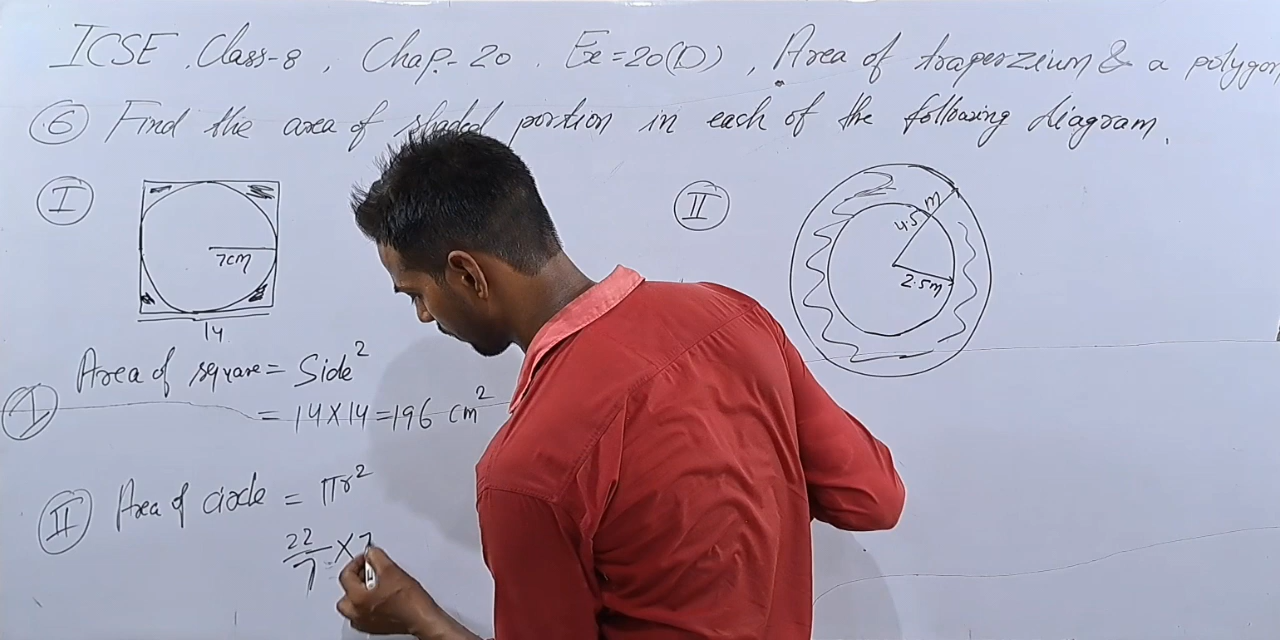 ICSE, Class-8, Chap.-20, Ex=20(D), Area of traperzeium & a polygon
⑥ Find the area of shaded portion in each of the following diagram.
I
7cm
14
II
4.5 m
2.5m
Area of square = Side²
I = 14×14=196 cm²
II Area of circle = πr²
22/7 × 7